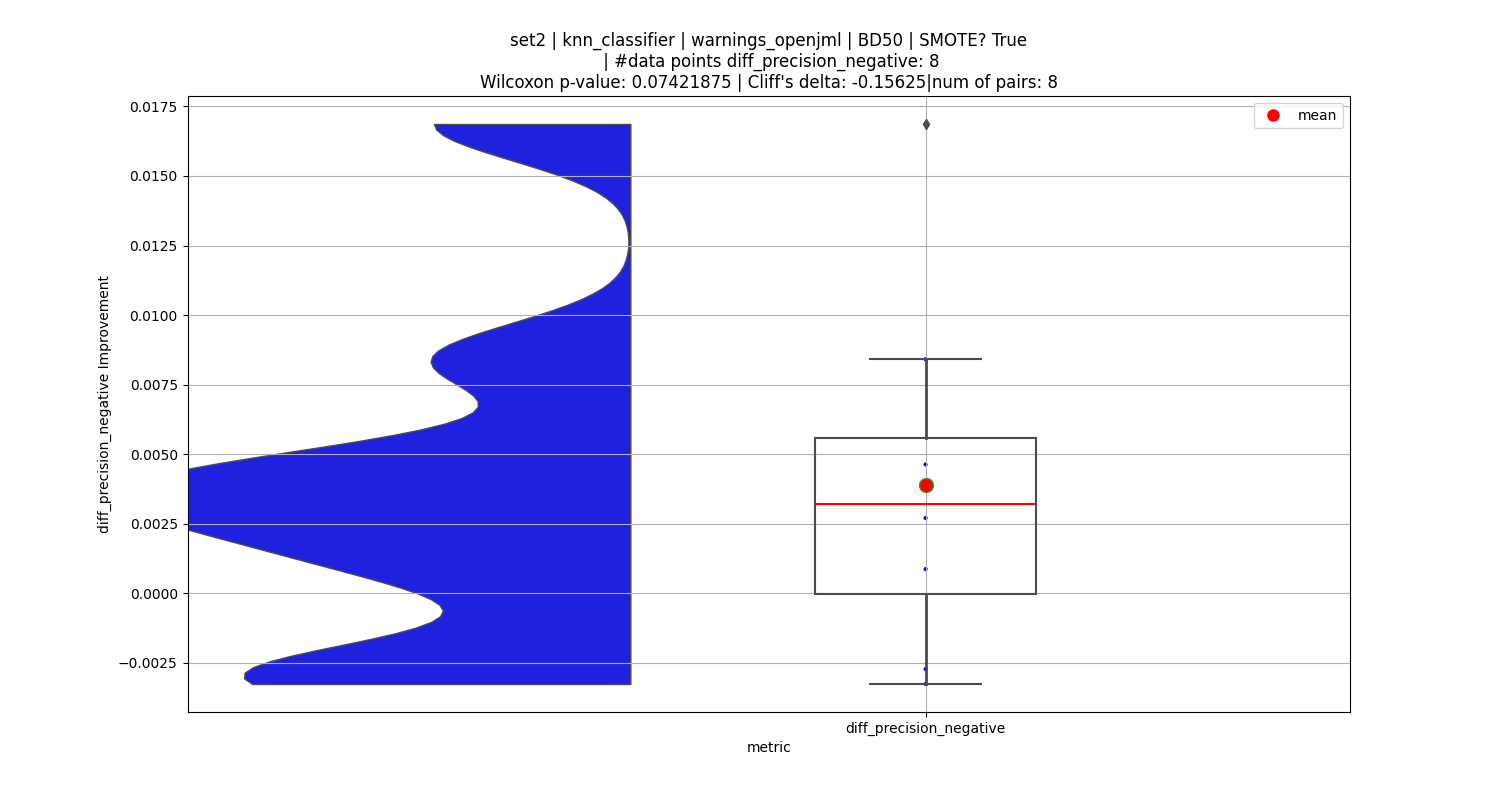 set2 | knn_classifier | warnings_openjml | BD50 | SMOTE? True
| #data points diff_precision_negative: 8
Wilcoxon p-value: 0.07421875 | Cliff's delta: -0.15625|num of pairs: 8
mean
0.0175
0.0150
0.0125
0.0100
0.0075
0.0050
0.0025
0.0000
−0.0025
diff_precision_negative Improvement
diff_precision_negative
metric